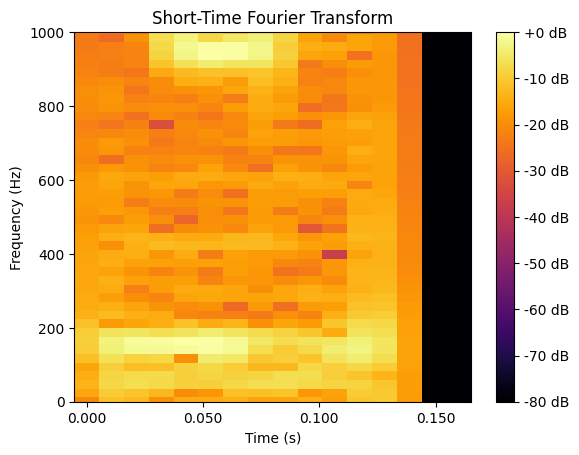 Short-Time Fourier Transform
1000
800
600
400
200
0
Frequency (Hz)
0.000
0.050
0.100
0.150
Time (s)
+0 dB
-10 dB
-20 dB
-30 dB
-40 dB
-50 dB
-60 dB
-70 dB
-80 dB